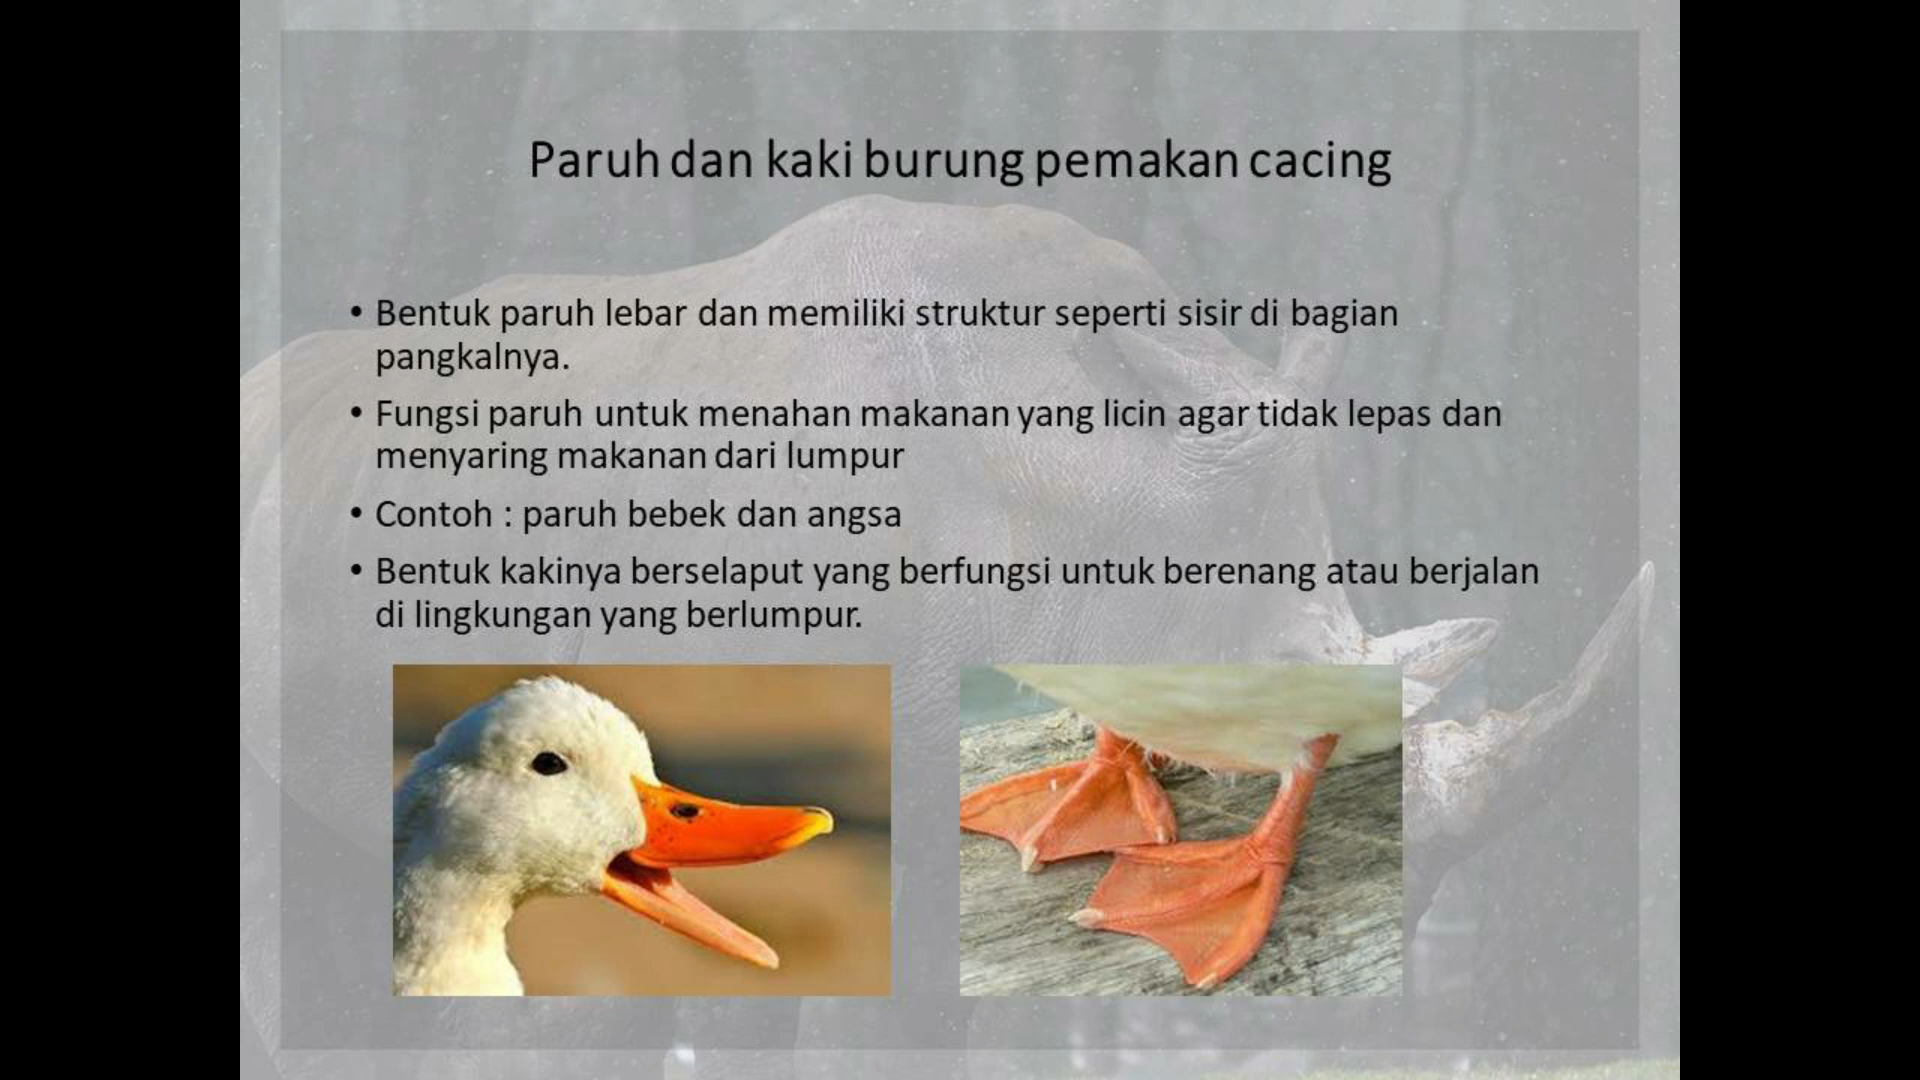 Paruh dan kaki burung pemakan cacing
• Bentuk paruh lebar dan memiliki struktur seperti sisir di bagian
pangkalnya.
• Fungsi paruh untuk menahan makanan yang licin agar tidak lepas dan
menyaring makanan dari lumpur
• Contoh : paruh bebek dan angsa
• Bentuk kakinya berselaput yang berfungsi untuk berenang atau berjalan
di lingkungan yang berlumpur.